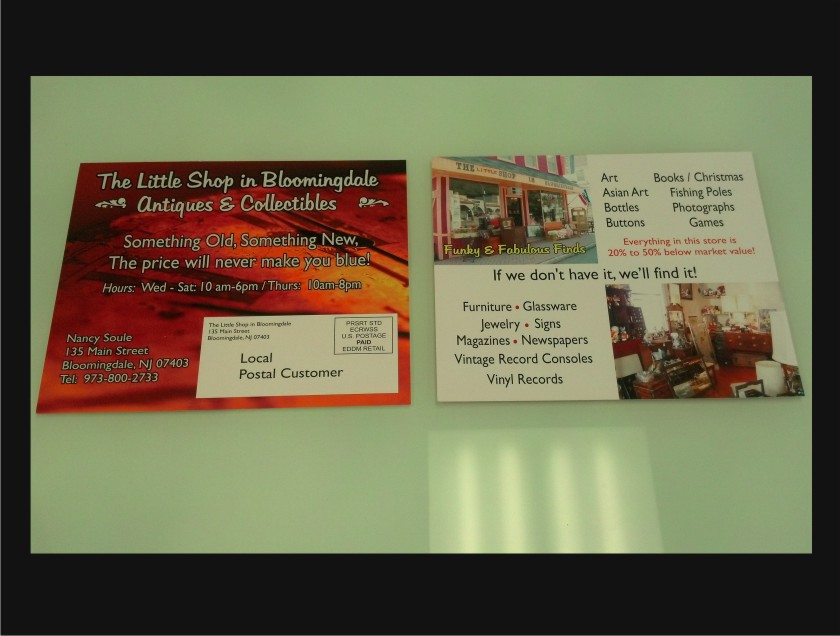 The Little Shop in Bloomingdale
Antiques & Collectibles
Something Old, Something New,
The price will never make you blue!
Hours: Wed - Sat: 10 am-6pm / Thurs: 10am-8pm
Nancy Soule
135 Main Street
Bloomingdale, NJ 07403
Tel: 973-800-2733
The Little Shop in Bloomingdale
135 Main Street
Bloomingdale, NJ 07403
PRSRT STD
ECRWSS
U.S. POSTAGE
PAID
EDDM RETAIL
Local
Postal Customer
THE LITTLE SHOP IN
Funky & Fabulous Finds
Art
Asian Art
Bottles
Buttons
Books / Christmas
Fishing Poles
Photographs
Games
Everything in this store is
20% to 50% below market value!
If we don't have it, we'll find it!
Furniture • Glassware
Jewelry • Signs
Magazines • Newspapers
Vintage Record Consoles
Vinyl Records